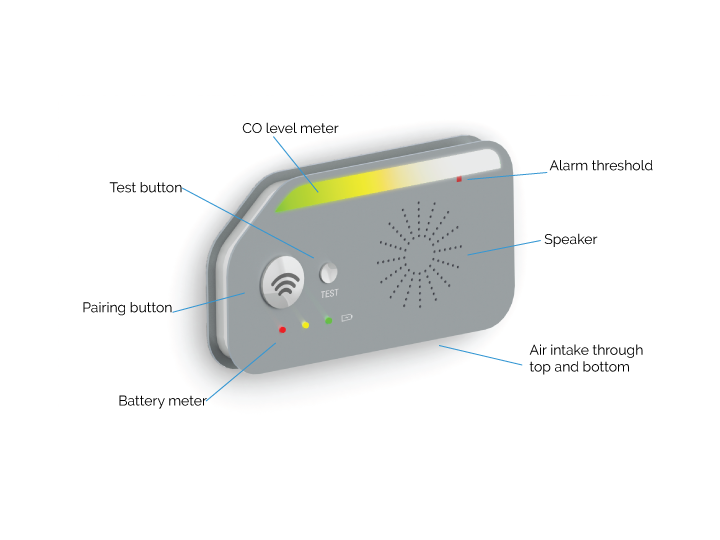 CO level meter
Alarm threshold
Test button
Speaker
TEST
Pairing button
Air intake through
top and bottom
Battery meter